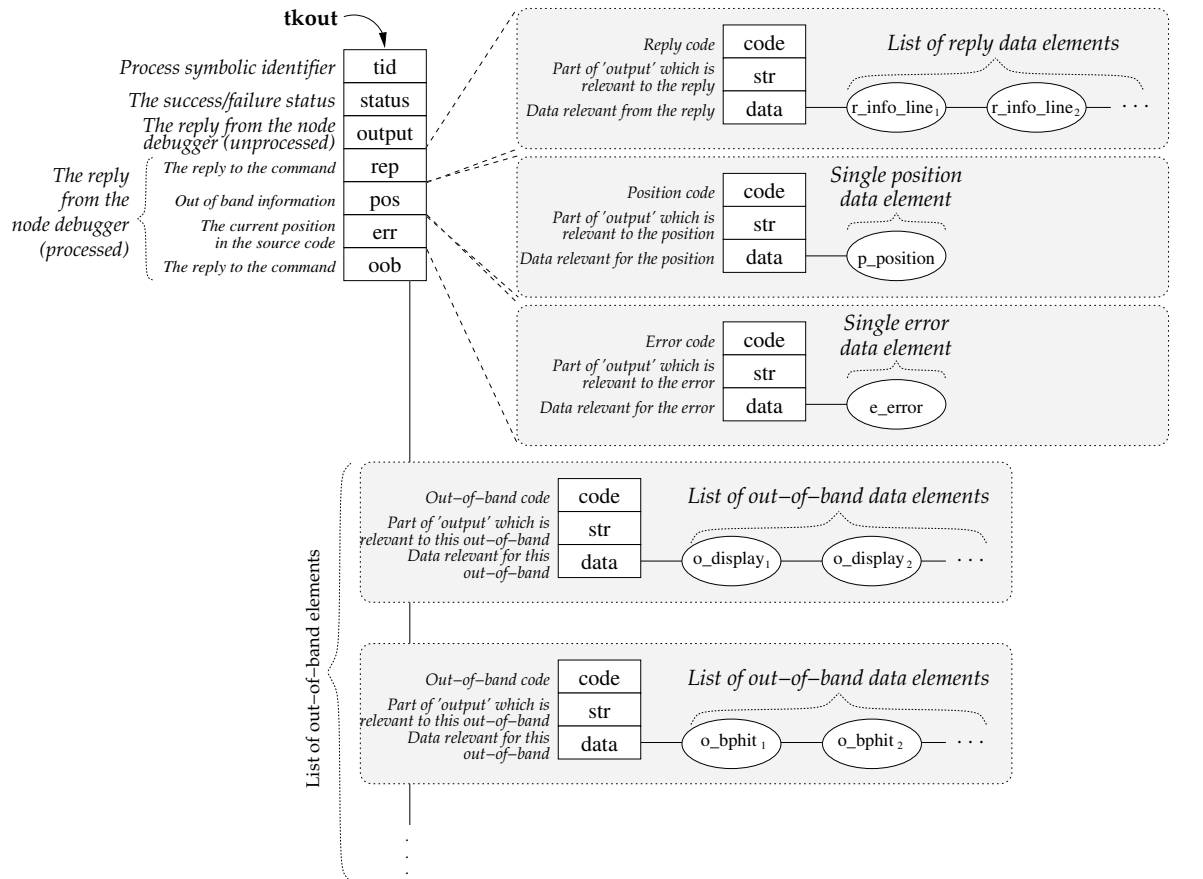 tkout
Process symbolic identifier
tid
The success/failure status
status
The reply from the node
debugger (unprocessed)
output
The reply
from the
node debugger
(processed)
The reply to the command
rep
Out of band information
pos
The current position
in the source code
err
The reply to the command
oob
Reply code
code
Part of 'output' which is
relevant to the reply
str
Data relevant from the reply
data
List of reply data elements
r_info_line1
r_info_line2
. . .
Position code
code
Part of 'output' which is
relevant to the position
str
Data relevant for the position
data
Single position
data element
p_position
Error code
code
Part of 'output' which is
relevant to the error
str
Data relevant for the error
data
Single error
data element
e_error
List of out-of-band elements
Out-of-band code
code
Part of 'output' which is
relevant to this out-of-band
str
Data relevant for this
out-of-band
data
List of out-of-band data elements
o_display1
o_display2
. . .
Out-of-band code
code
Part of 'output' which is
relevant to this out-of-band
str
Data relevant for this
out-of-band
data
List of out-of-band data elements
o_bphit 1
o_bphit 2
. . .
.
.
.